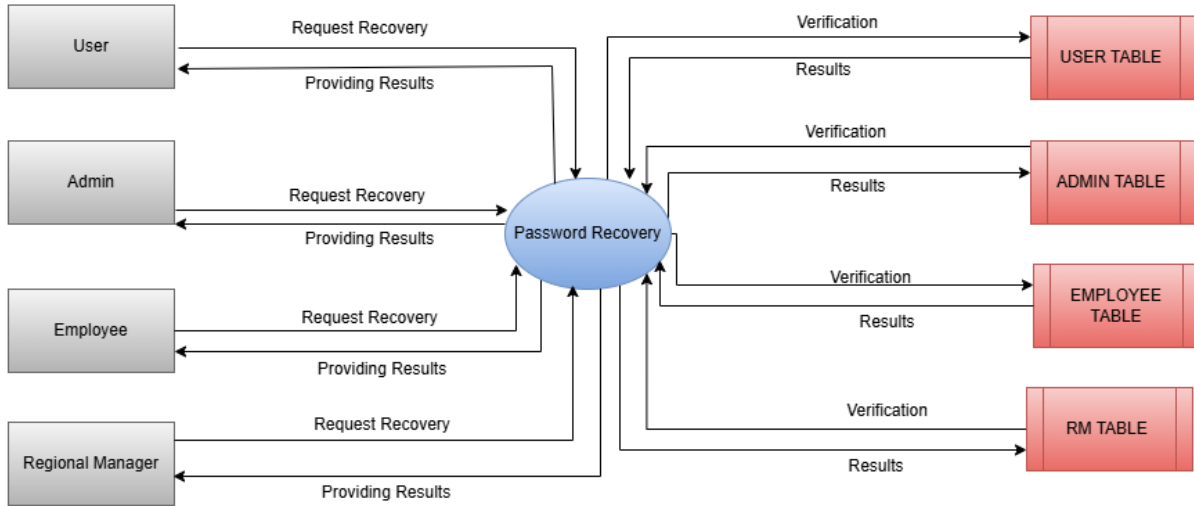 User
Request Recovery
Providing Results
Verification
Results
USER TABLE
Admin
Request Recovery
Providing Results
Verification
Results
ADMIN TABLE
Password Recovery
Employee
Request Recovery
Providing Results
Verification
Results
EMPLOYEE
TABLE
Regional Manager
Request Recovery
Providing Results
Verification
Results
RM TABLE